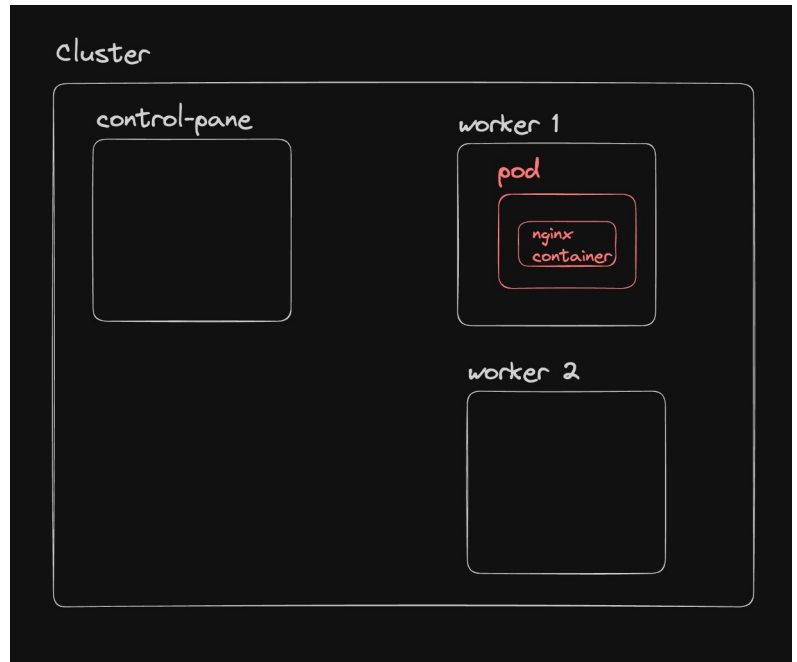 Cluster
control-pane
worker 1
pod
nginx
container
worker 2